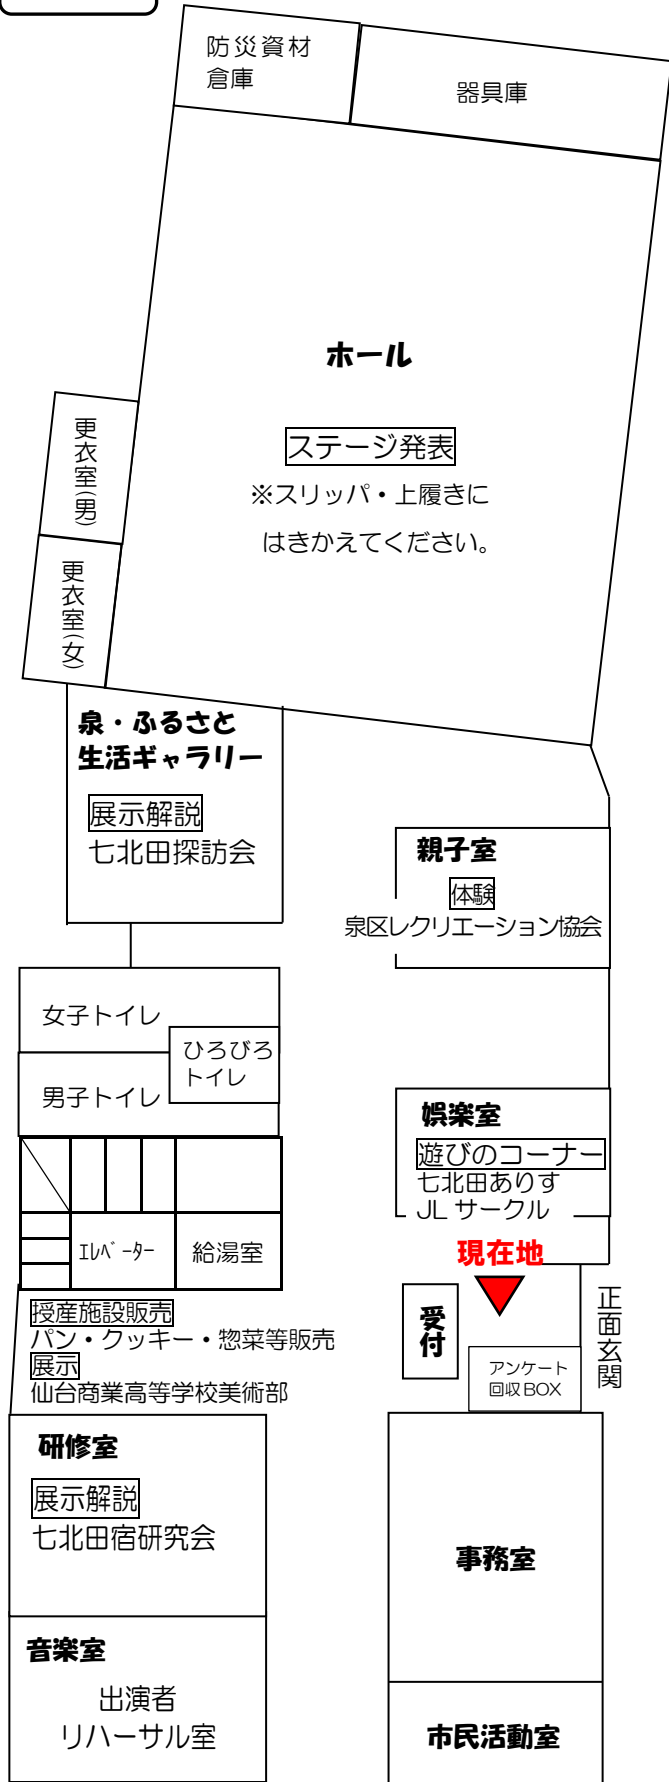 防災資材
倉庫
器具庫
ホール
ステージ発表
※スリッパ・上履きに
はきかえてください。
更衣室(男)
更衣室(女)
泉・ふるさと
生活ギャラリー
展示解説
七北田探訪会
親子室
体験
泉区レクリエーション協会
女子トイレ
ひろびろ
トイレ
男子トイレ
娯楽室
遊びのコーナー
七北田ありす
JLサークル
エレベーター
給湯室
現在地
受付
正面玄関
アンケート
回収BOX
授産施設販売
パン・クッキー・惣菜等販売
展示
仙台商業高等学校美術部
研修室
展示解説
七北田宿研究会
事務室
音楽室
出演者
リハーサル室
市民活動室